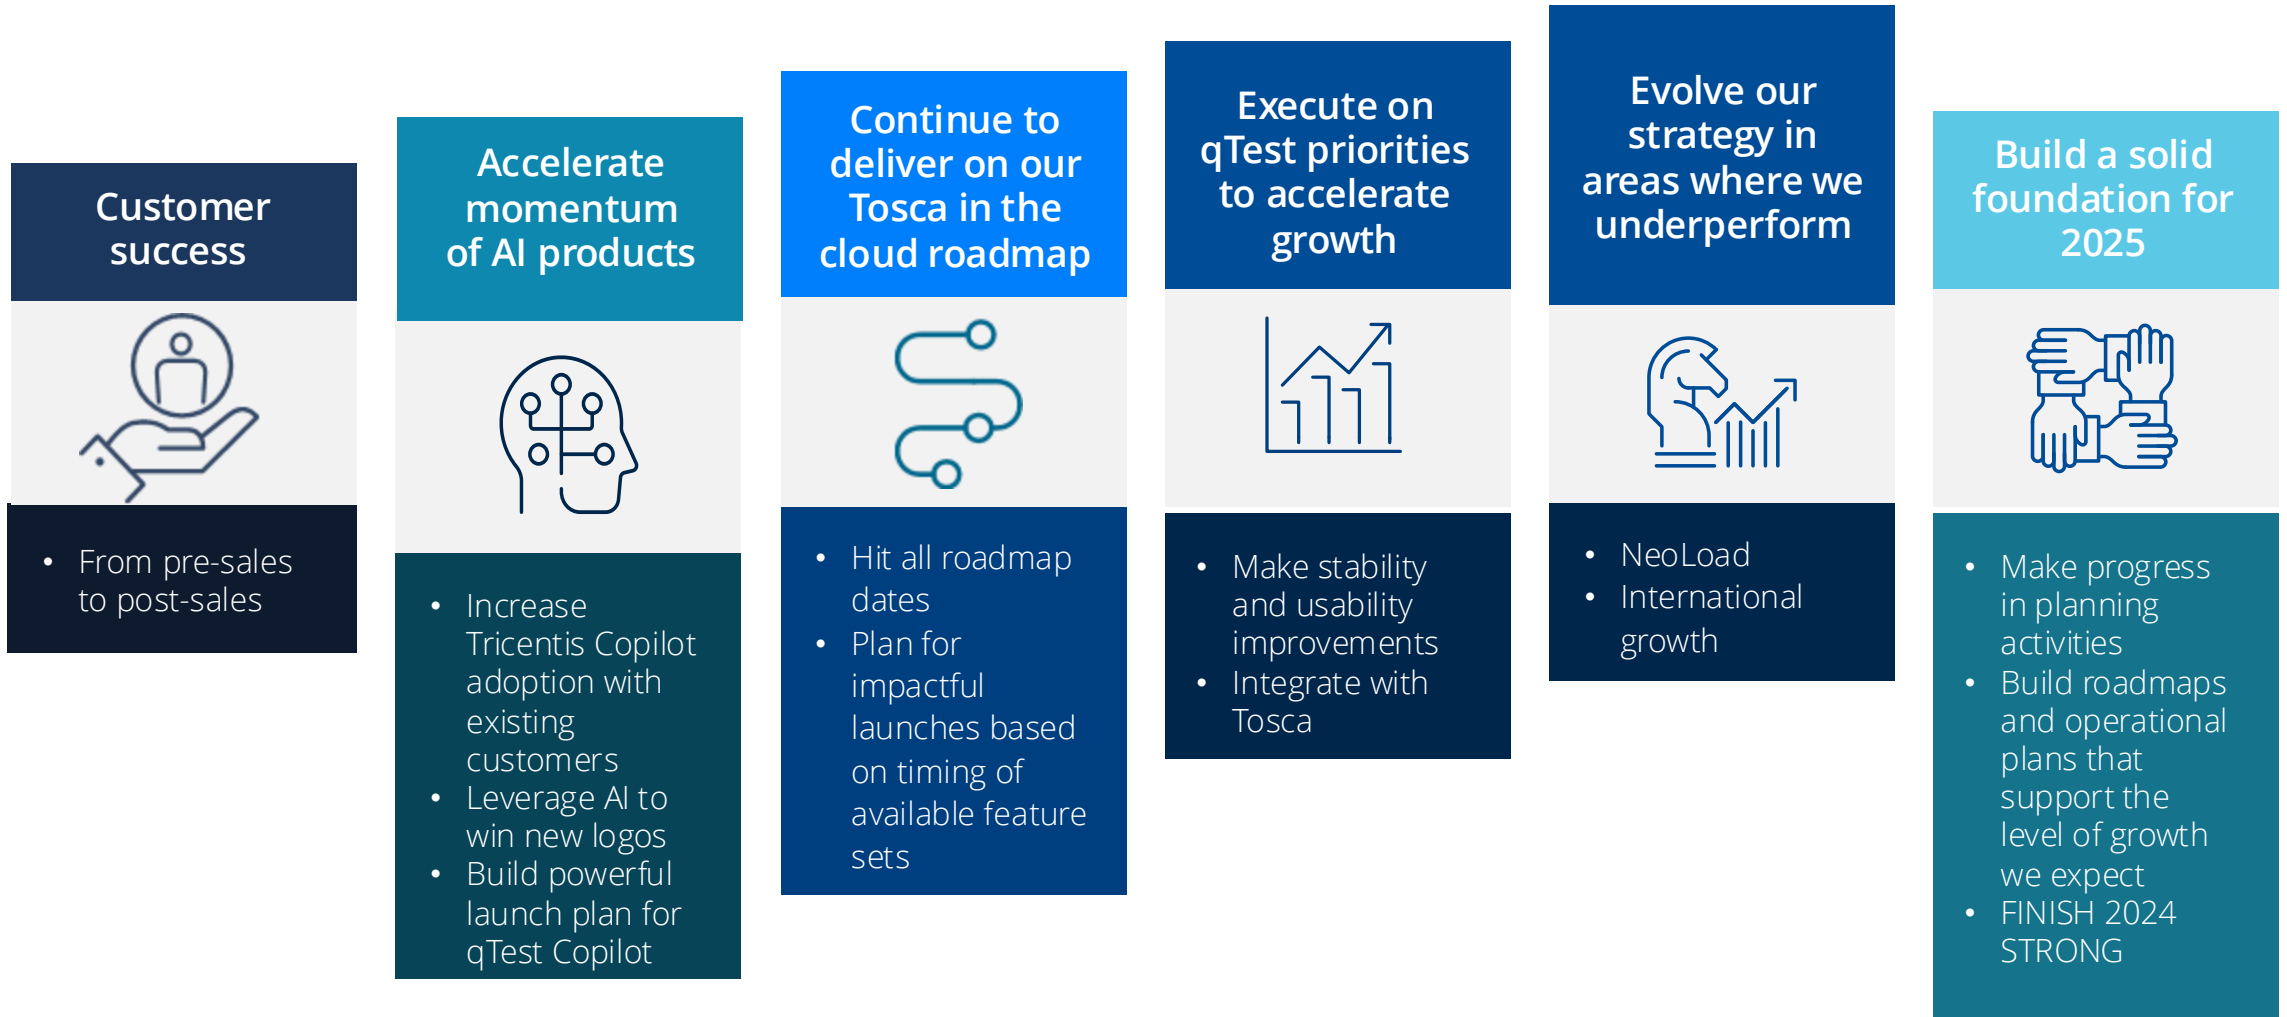 Customer
success
• From pre-sales
to post-sales
Accelerate
momentum
of AI products
• Increase
Tricentis Copilot
adoption with
existing
customers
• Leverage AI to
win new logos
• Build powerful
launch plan for
qTest Copilot
Continue to
deliver on our
Tosca in the
cloud roadmap
• Hit all roadmap
dates
• Plan for
impactful
launches based
on timing of
available feature
sets
Execute on
qTest priorities
to accelerate
growth
• Make stability
and usability
improvements
• Integrate with
Tosca
Evolve our
strategy in
areas where we
underperform
• NeoLoad
• International
growth
Build a solid
foundation for
2025
• Make progress
in planning
activities
• Build roadmaps
and operational
plans that
support the
level of growth
we expect
• FINISH 2024
STRONG